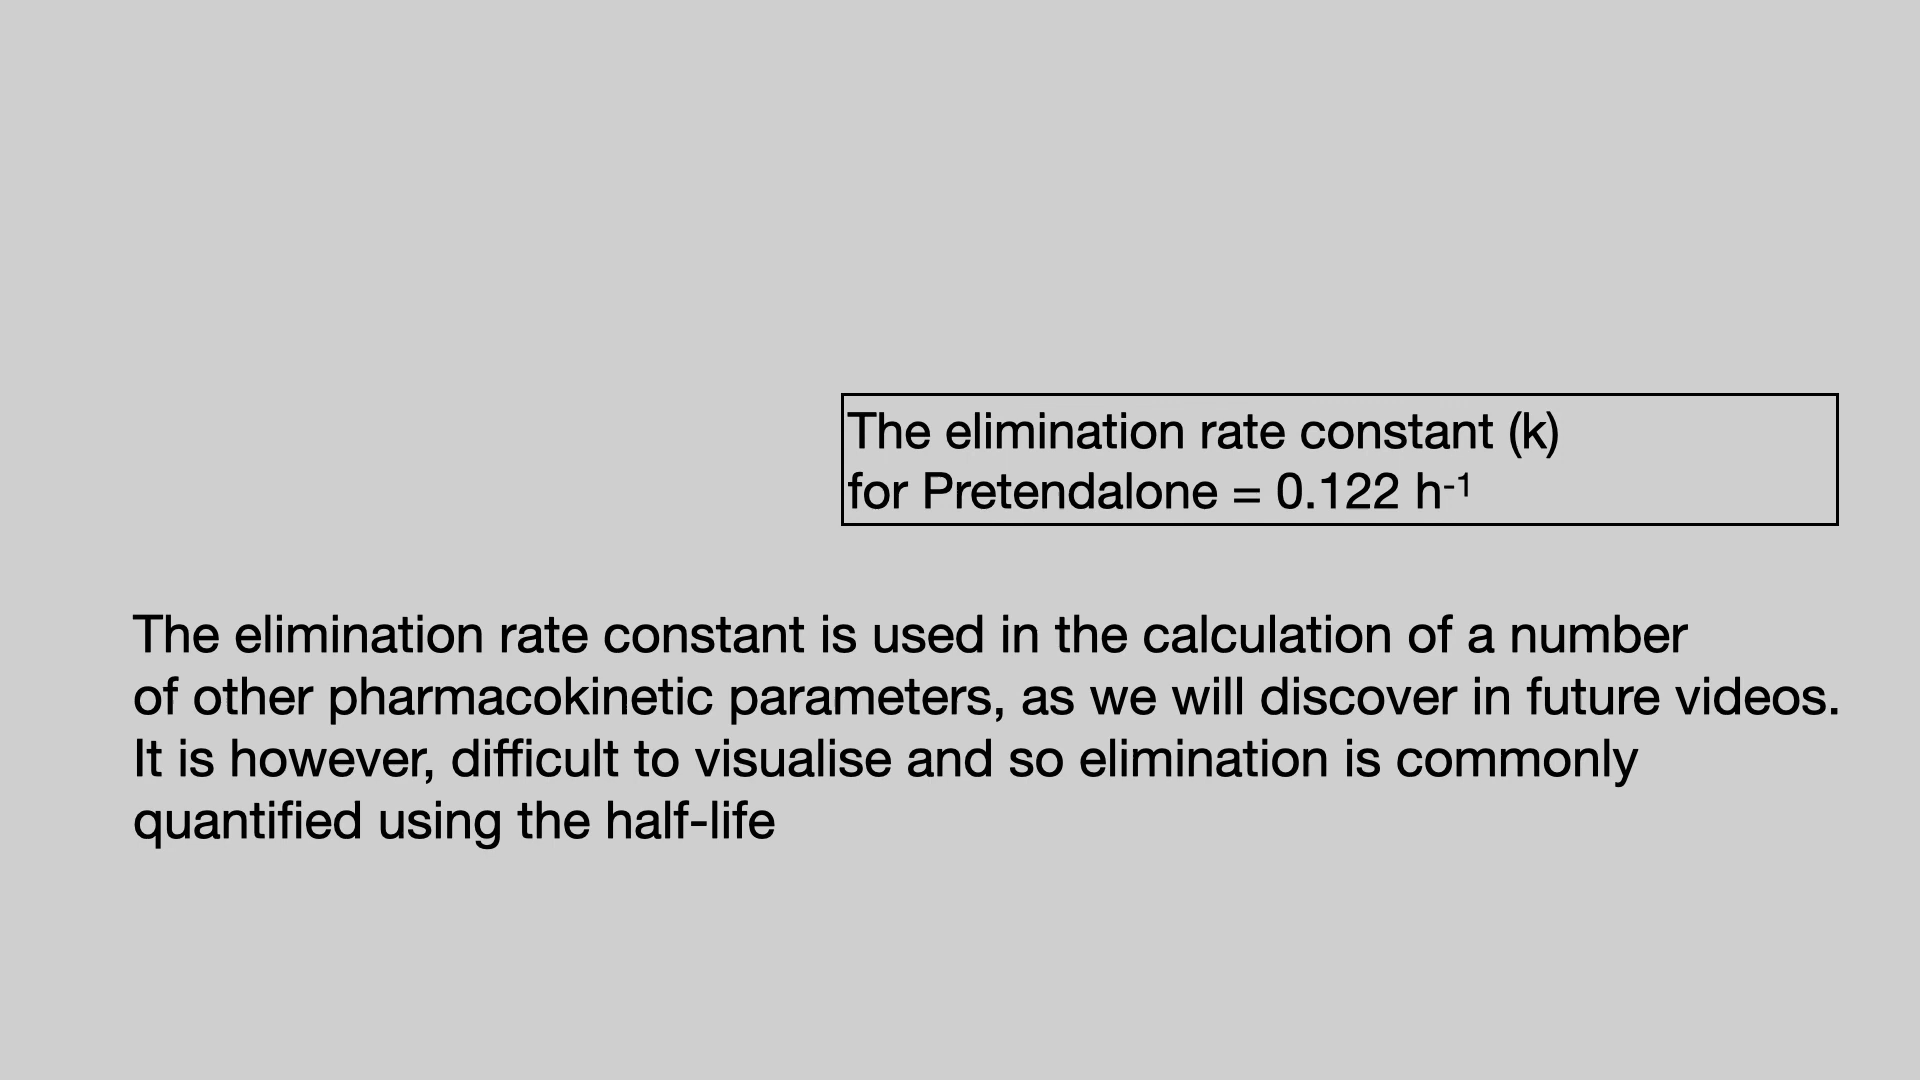 The elimination rate constant (k)
for Pretendalone = 0.122 h⁻¹
The elimination rate constant is used in the calculation of a number
of other pharmacokinetic parameters, as we will discover in future videos.
It is however, difficult to visualise and so elimination is commonly
quantified using the half-life